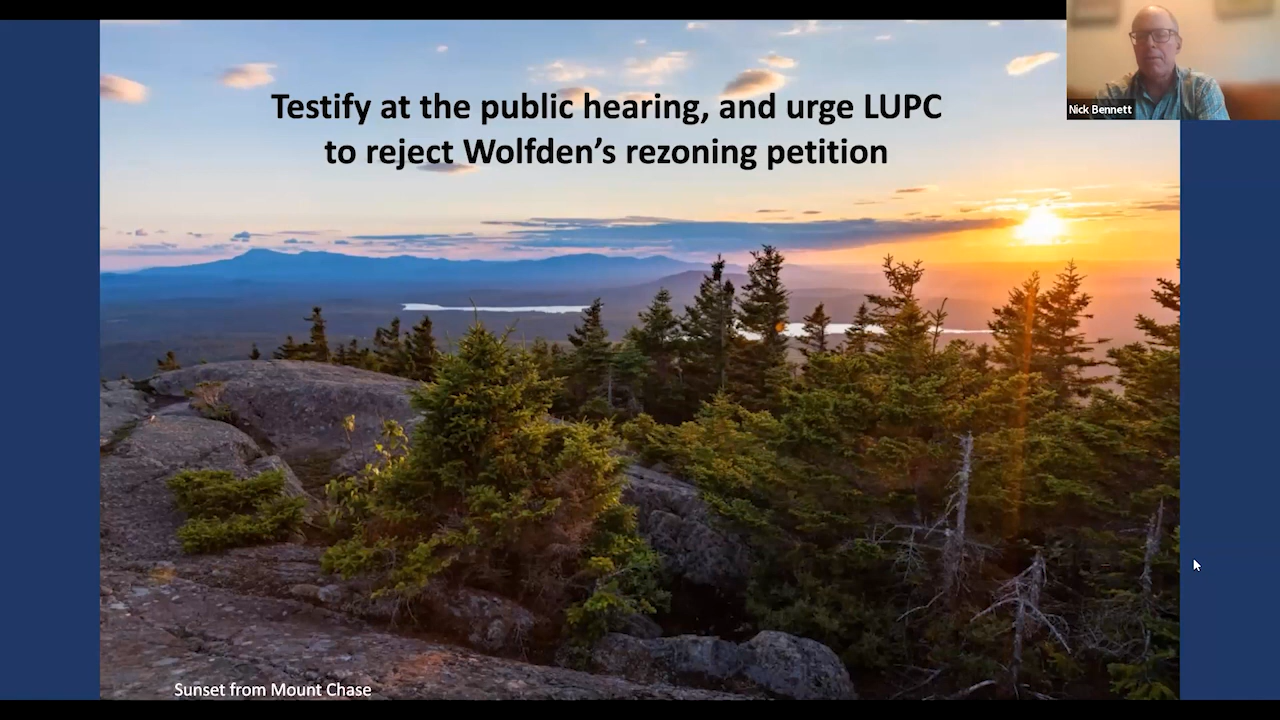 Testify at the public hearing, and urge LUPC
to reject Wolfden's rezoning petition
Nick Bennett
Sunset from Mount Chase